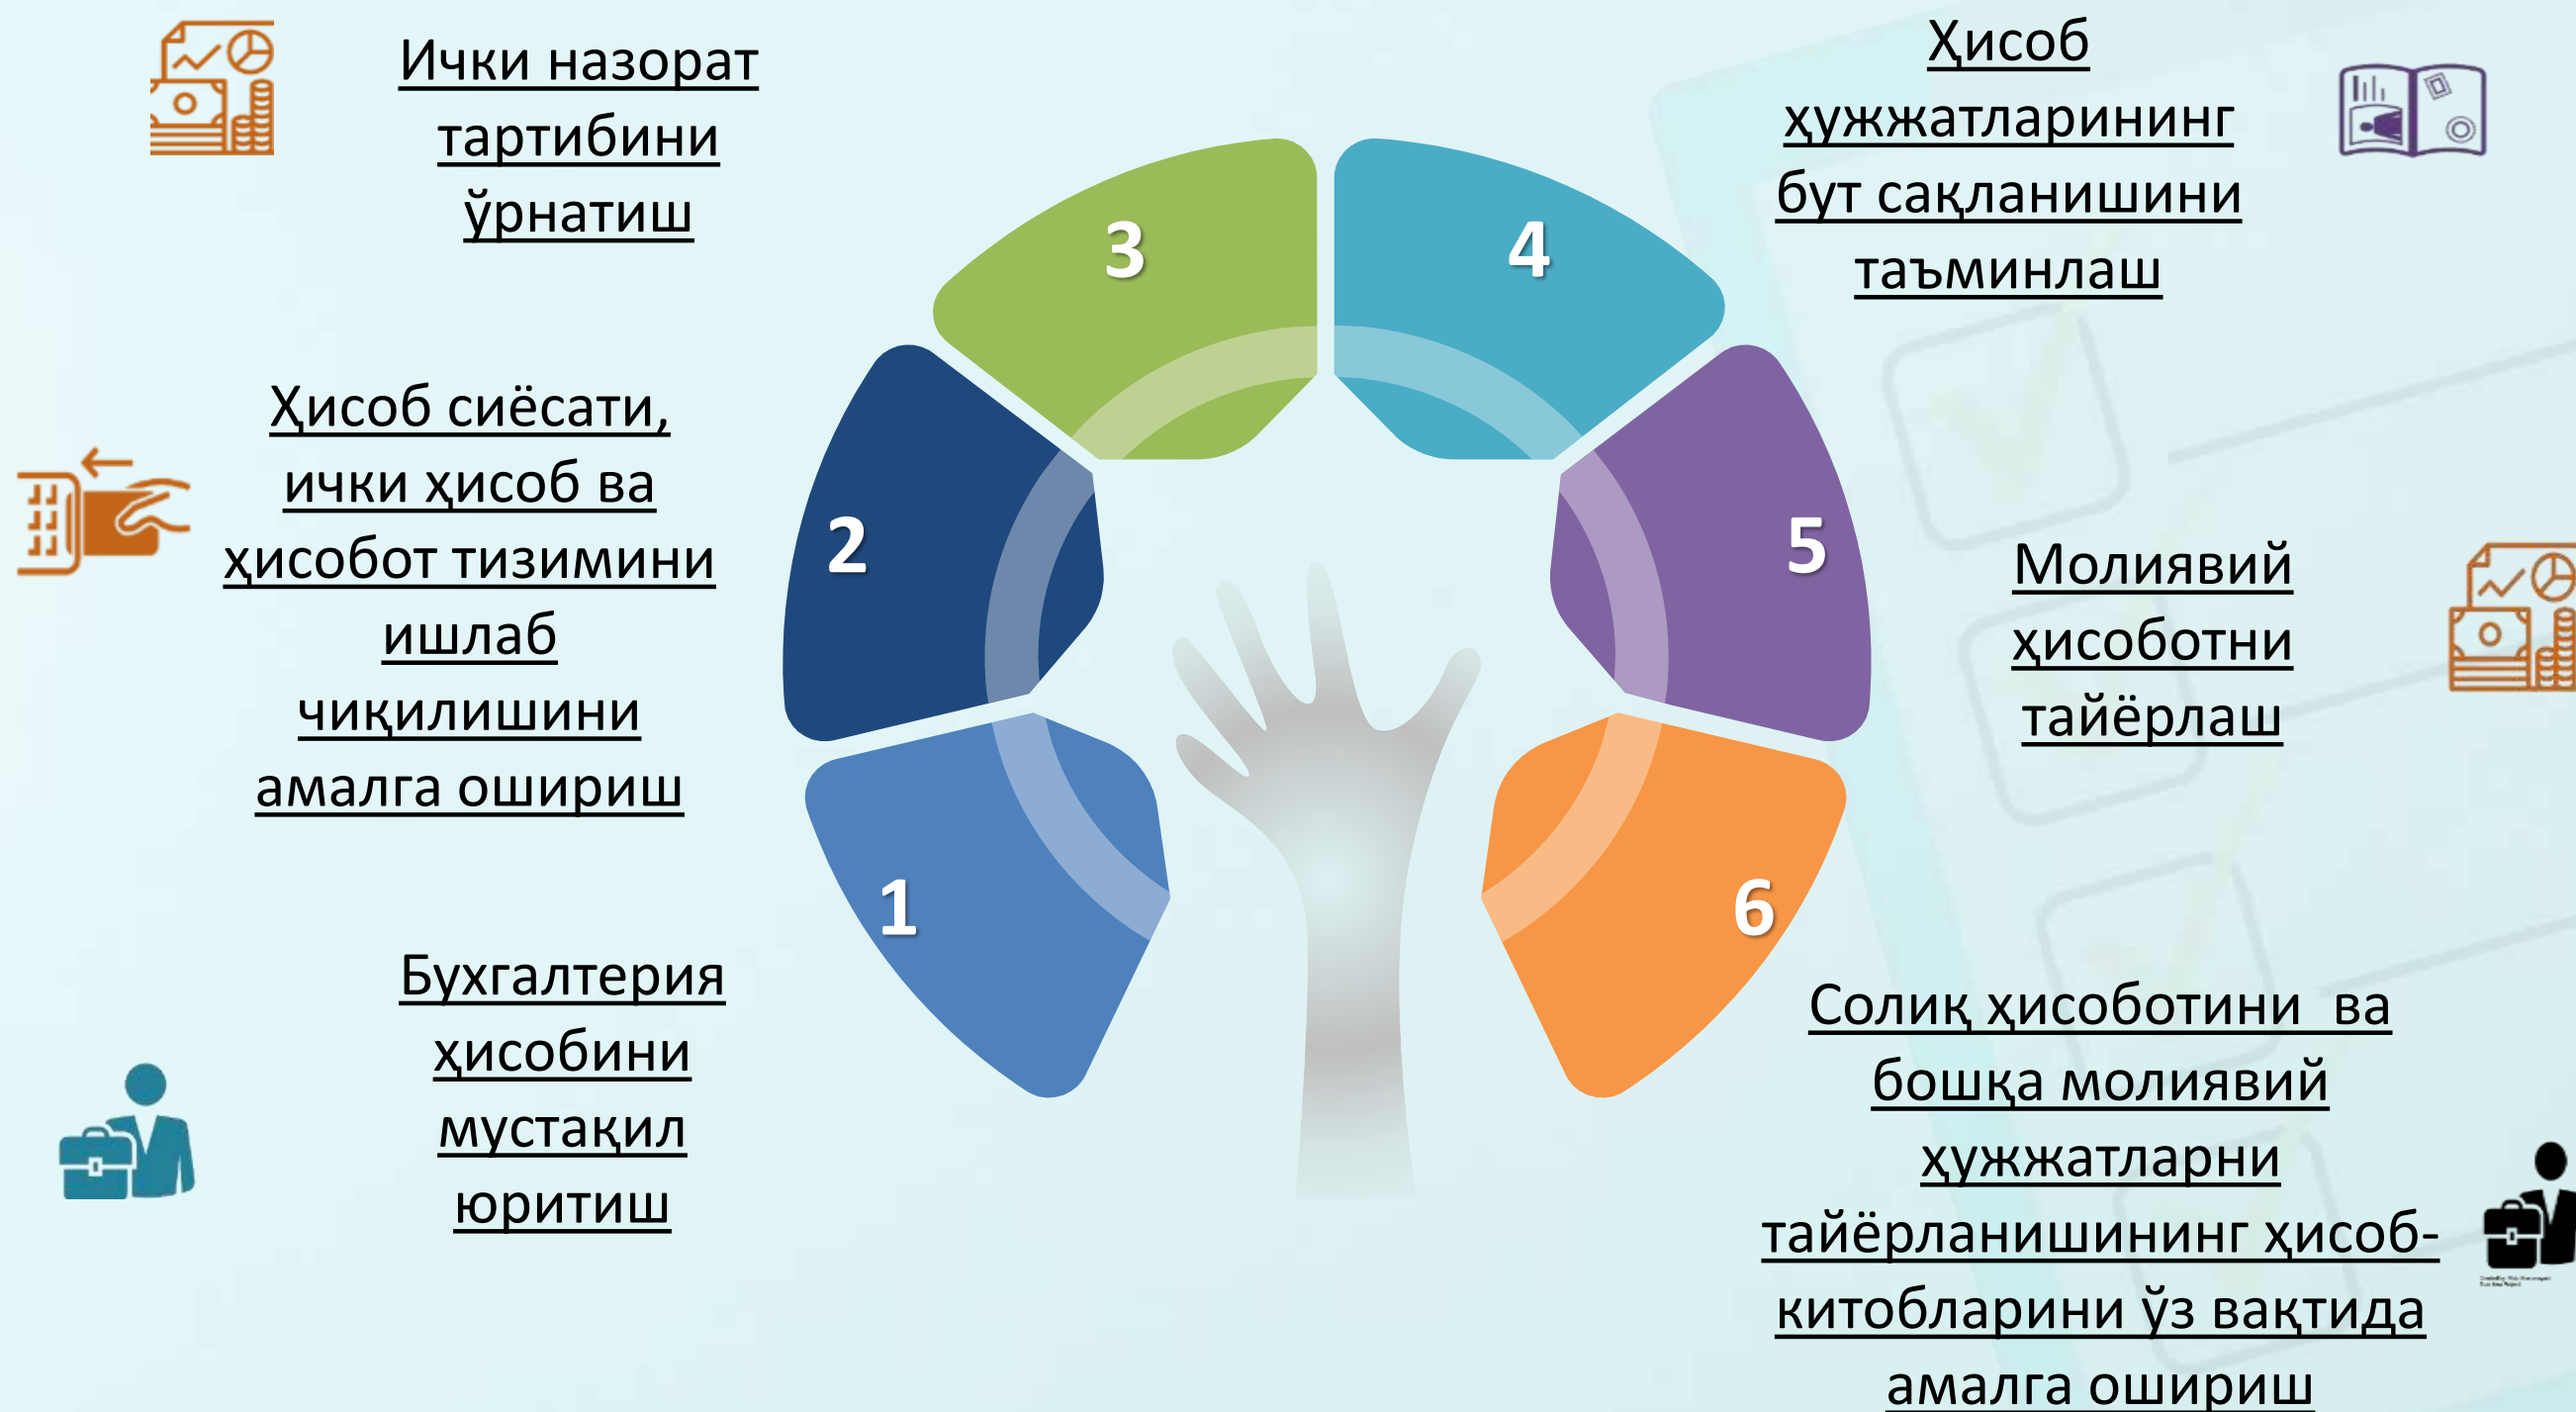 Ички назорат
тартибини
ўрнатиш
3
4
Ҳисоб
ҳужжатларининг
бут сақланишини
таъминлаш
Ҳисоб сиёсати,
ички ҳисоб ва
ҳисобот тизимини
ишлаб
чиқилишини
амалга ошириш
2
5
Молиявий
ҳисоботни
тайёрлаш
Бухгалтерия
ҳисобини
мустақил
юритиш
1
6
Солиқ ҳисоботини  ва
бошқа молиявий
ҳужжатларни
тайёрланишининг ҳисоб-
китобларини ўз вақтида
амалга ошириш